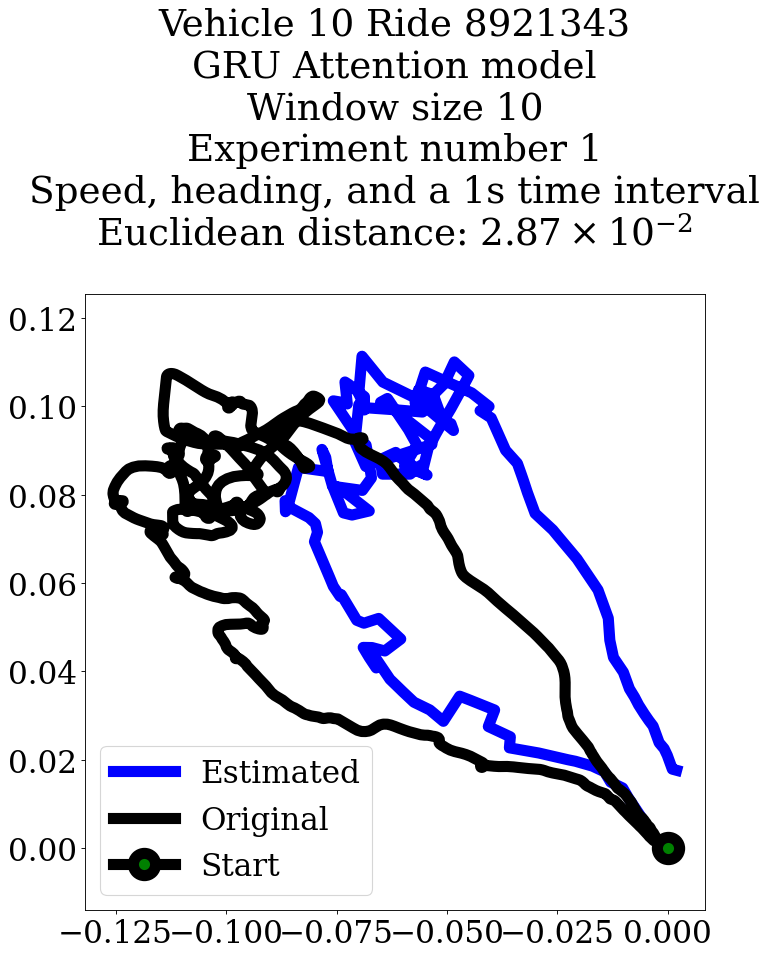 Vehicle 10 Ride 8921343
GRU Attention model
Window size 10
Experiment number 1
Speed, heading, and a 1s time interval
Euclidean distance: 2.87 × 10⁻²
0.12
0.10
0.08
0.06
0.04
0.02
0.00
Estimated
Original
Start
−0.125 −0.100 −0.075 −0.050 −0.025 0.000